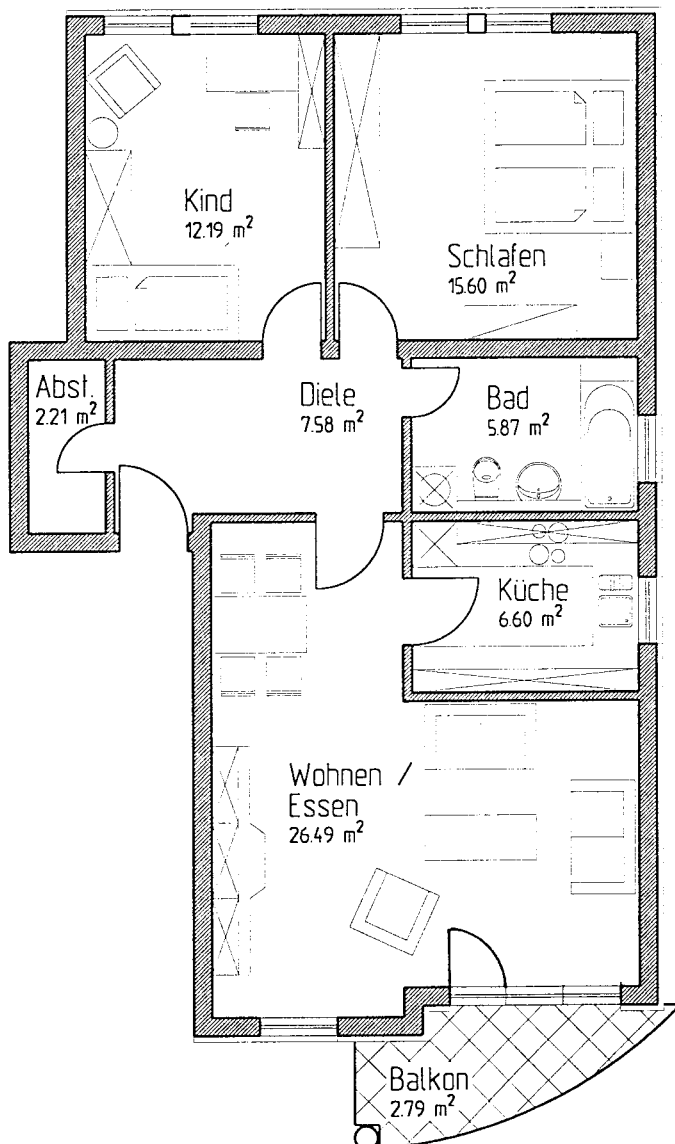 Kind
12.19 m²
Schlafen
15.60 m²
Abst.
2.21 m²
Diele
7.58 m²
Bad
5.87 m²
Küche
6.60 m²
Wohnen /
Essen
26.49 m²
Balkon
2.79 m²